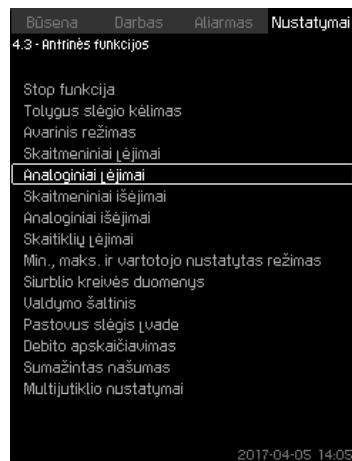 Būsena Darbas Aliarmas Nustatymai
4.3 - Antrinės funkcijos
Stop funkcija
Tolygus slėgio kėlimas
Avarinis režimas
Skaitmeniniai įėjimai
Analoginiai įėjimai
Skaitmeniniai išėjimai
Analoginiai išėjimai
Skaitiklių įėjimai
Min., maks. ir vartotojo nustatytas režimas
Siurblio kreivės duomenys
Valdymo šaltinis
Pastovus slėgis įvade
Debito apskaičiavimas
Sumažintas našumas
Multijutiklio nustatymai
2017-04-05 14:05